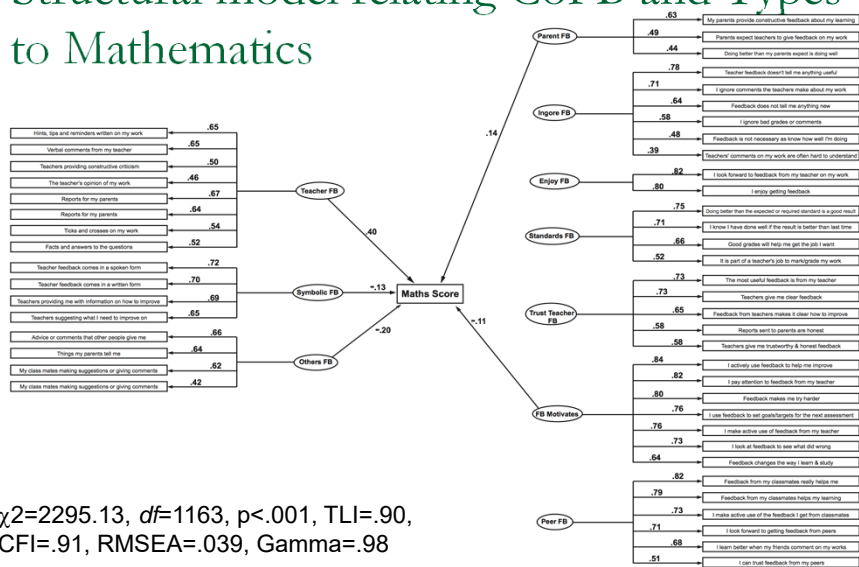 Structural model relating CoFB and Types
to Mathematics
.65
Hints, tips and reminders written on my work
.65
Verbal comments from my teacher
.50
Teachers providing constructive criticism
.46
The teacher's opinion of my work
.67
Reports for my parents
.64
Reports for my parents
.54
Ticks and crosses on my work
.52
Facts and answers to the questions
Teacher FB
.40
.72
Teacher feedback comes in a spoken form
.70
Teacher feedback comes in a written form
.69
Teachers providing me with information on how to improve
.65
Teachers suggesting what I need to improve on
Symbolic FB
-.13
.66
Advice or comments that other people give me
.64
Things my parents tell me
.62
My class mates making suggestions or giving comments
.42
My class mates making suggestions or giving comments
Others FB
-.20
Maths Score
Parent FB
.14
.63
My parents provide constructive feedback about my learning
.49
Parents expect teachers to give feedback on my work
.44
Doing better than my parents expect is doing well
Ingore FB
.78
Teacher feedback doesn't tell me anything useful
.71
I ignore comments the teachers make about my work
.64
Feedback does not tell me anything new
.58
I ignore bad grades or comments
.48
Feedback is not necessary as know how well I'm doing
.39
Teachers' comments on my work are often hard to understand
Enjoy FB
.82
I look forward to feedback from my teacher on my work
.80
I enjoy getting feedback
Standards FB
.75
Doing better than the expected or required standard is a good result
.71
I know I have done well if the result is better than last time
.66
Good grades will help me get the job I want
.52
It is part of a teacher's job to mark/grade my work
Trust Teacher
FB
.73
The most useful feedback is from my teacher
.73
Teachers give me clear feedback
.65
Feedback from teachers makes it clear how to improve
.58
Reports sent to parents are honest
.58
Teachers give me trustworthy & honest feedback
FB Motivates
-.11
.84
I actively use feedback to help me improve
.82
I pay attention to feedback from my teacher
.80
Feedback makes me try harder
.76
I use feedback to set goals/targets for the next assessment
.76
I make active use of feedback from my teacher
.73
I look at feedback to see what did wrong
.64
Feedback changes the way I learn & study
Peer FB
.82
Feedback from my classmates really helps me
.79
Feedback from my classmates helps my learning
.73
I make active use of the feedback I get from classmates
.71
I look forward to getting feedback from peers
.68
I learn better when my friends comment on my works
.51
I can trust feedback from my peers
χ2=2295.13, df=1163, p<.001, TLI=.90,
CFI=.91, RMSEA=.039, Gamma=.98